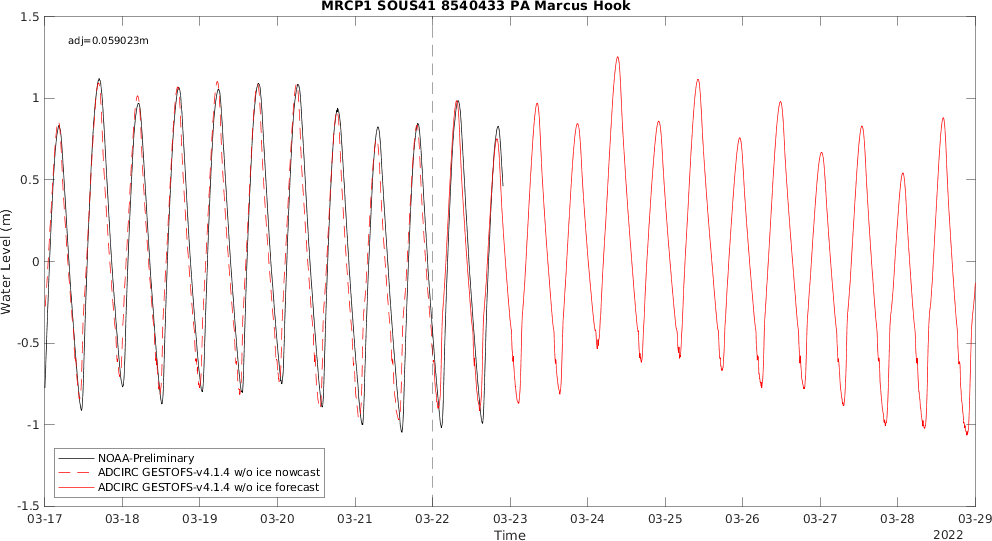 MRCP1 SOUS41 8540433 PA Marcus Hook
adj=0.059023m
1.5
1
0.5
0
-0.5
-1
-1.5
Water Level (m)
NOAA-Preliminary
ADCIRC GESTOFS-v4.1.4 w/o ice nowcast
ADCIRC GESTOFS-v4.1.4 w/o ice forecast
03-17 03-18 03-19 03-20 03-21 03-22 03-23 03-24 03-25 03-26 03-27 03-28 03-29
Time
2022